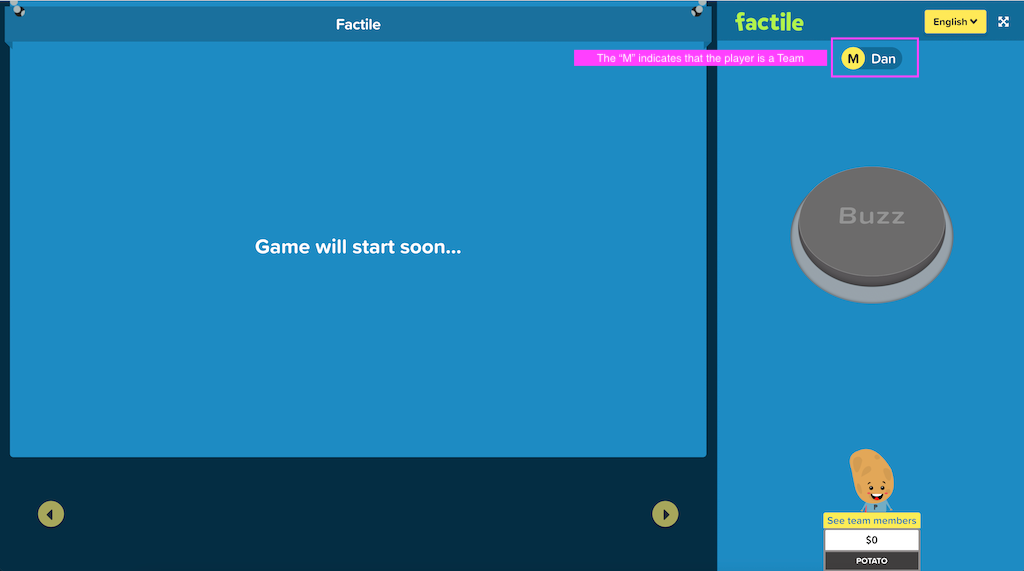 Factile
factile
English
The “M” indicates that the player is a Team
M Dan
Buzz
Game will start soon...
See team members
$0
POTATO